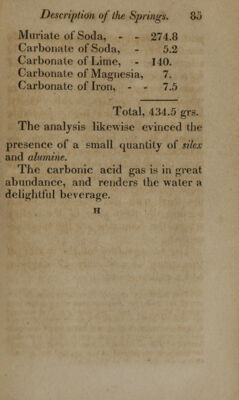 Description of the Springs. 85
Muriate of Soda, - - 274.8
Carbonate of Soda, - 5.2
Carbonate of Lime, - 140.
Carbonate of Magnesia, 7.
Carbonate of Iron, - - 7.5
Total, 434.5 grs.
The analysis likewise evinced the
presence of a small quantity of silex
and alumine.
The carbonic acid gas is in great
abundance, and renders the water a
delightful beverage.
H